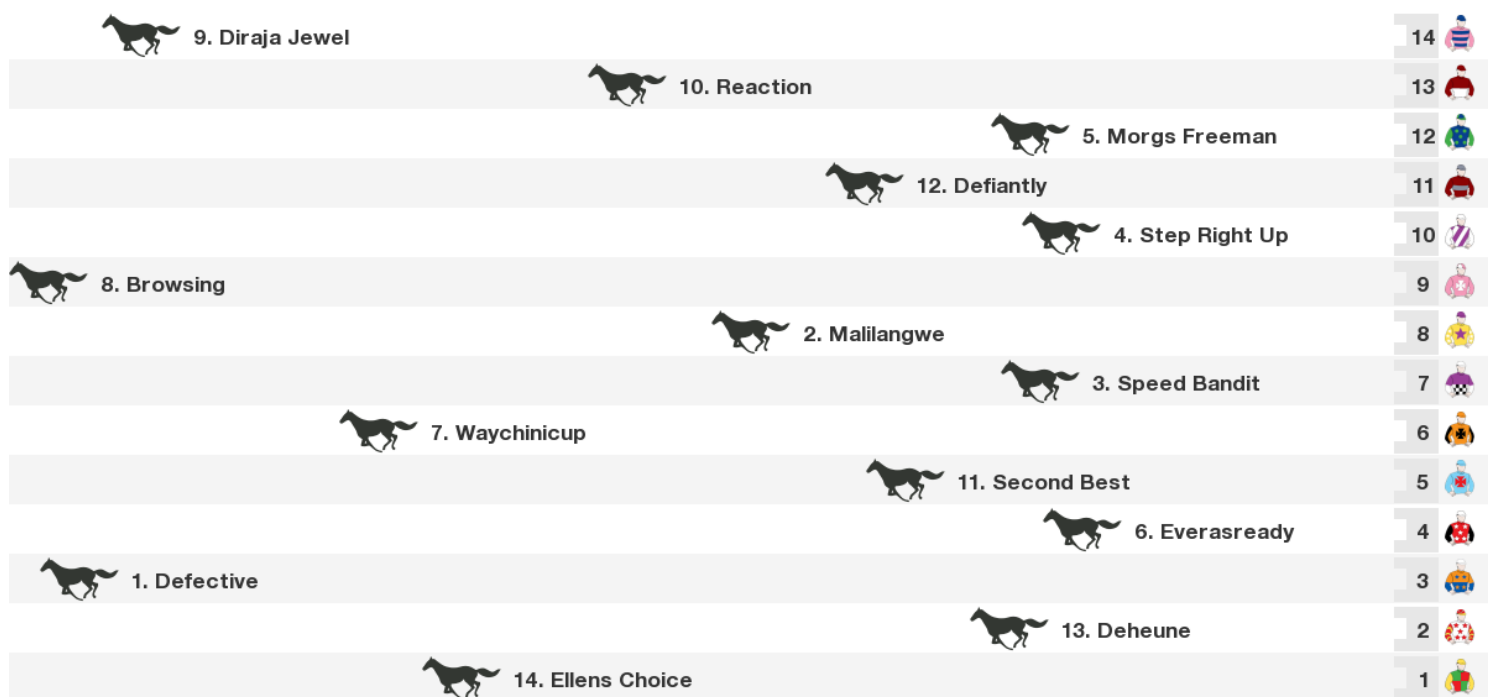 9. Diraja Jewel 14
10. Reaction 13
5. Morgs Freeman 12
12. Defiantly 11
4. Step Right Up 10
8. Browsing 9
2. Malilangwe 8
3. Speed Bandit 7
7. Waychinicup 6
11. Second Best 5
6. Everasready 4
1. Defective 3
13. Deheune 2
14. Ellens Choice 1